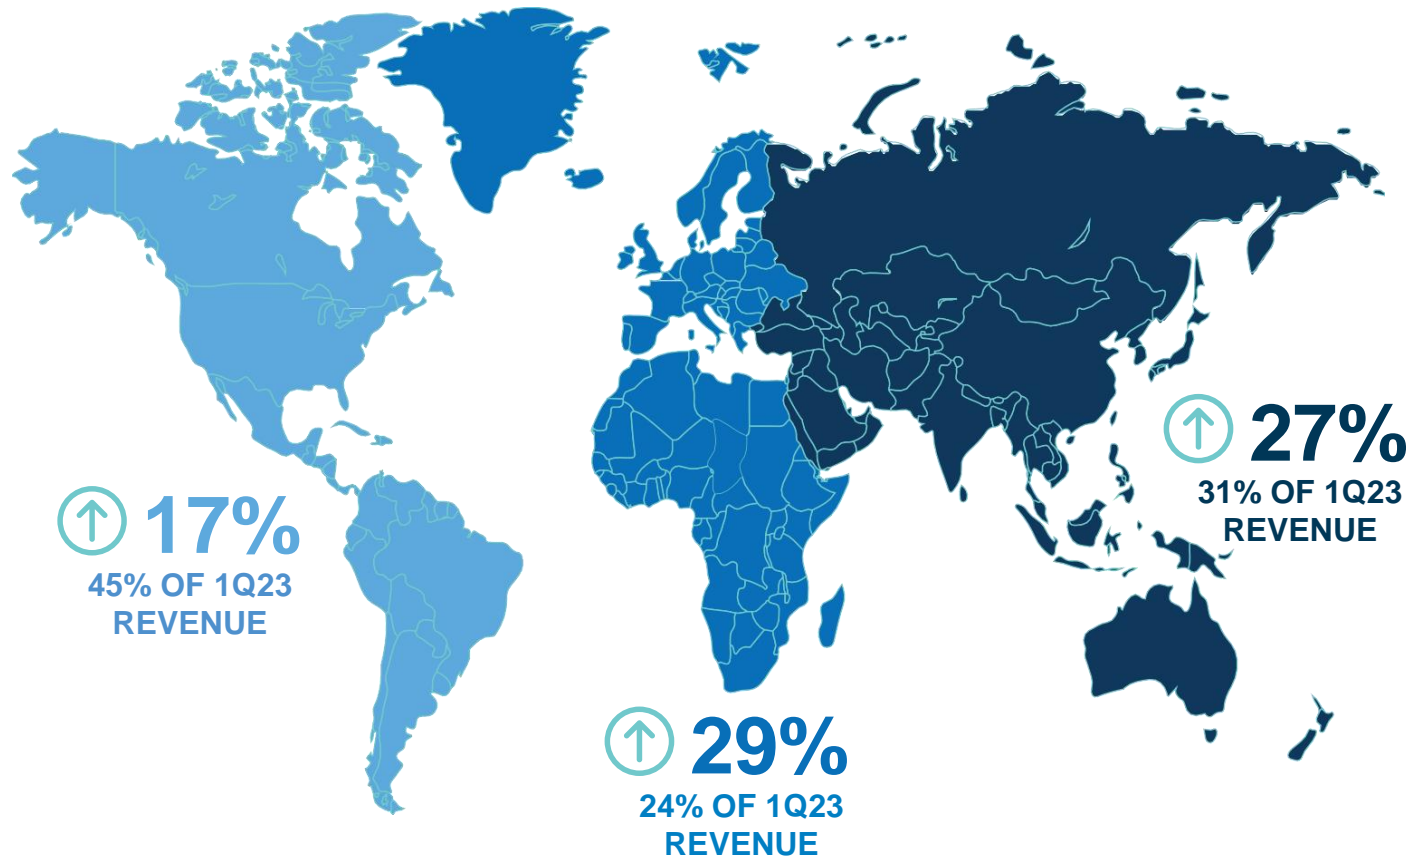 17%
45% OF 1Q23
REVENUE
29%
24% OF 1Q23
REVENUE
27%
31% OF 1Q23
REVENUE